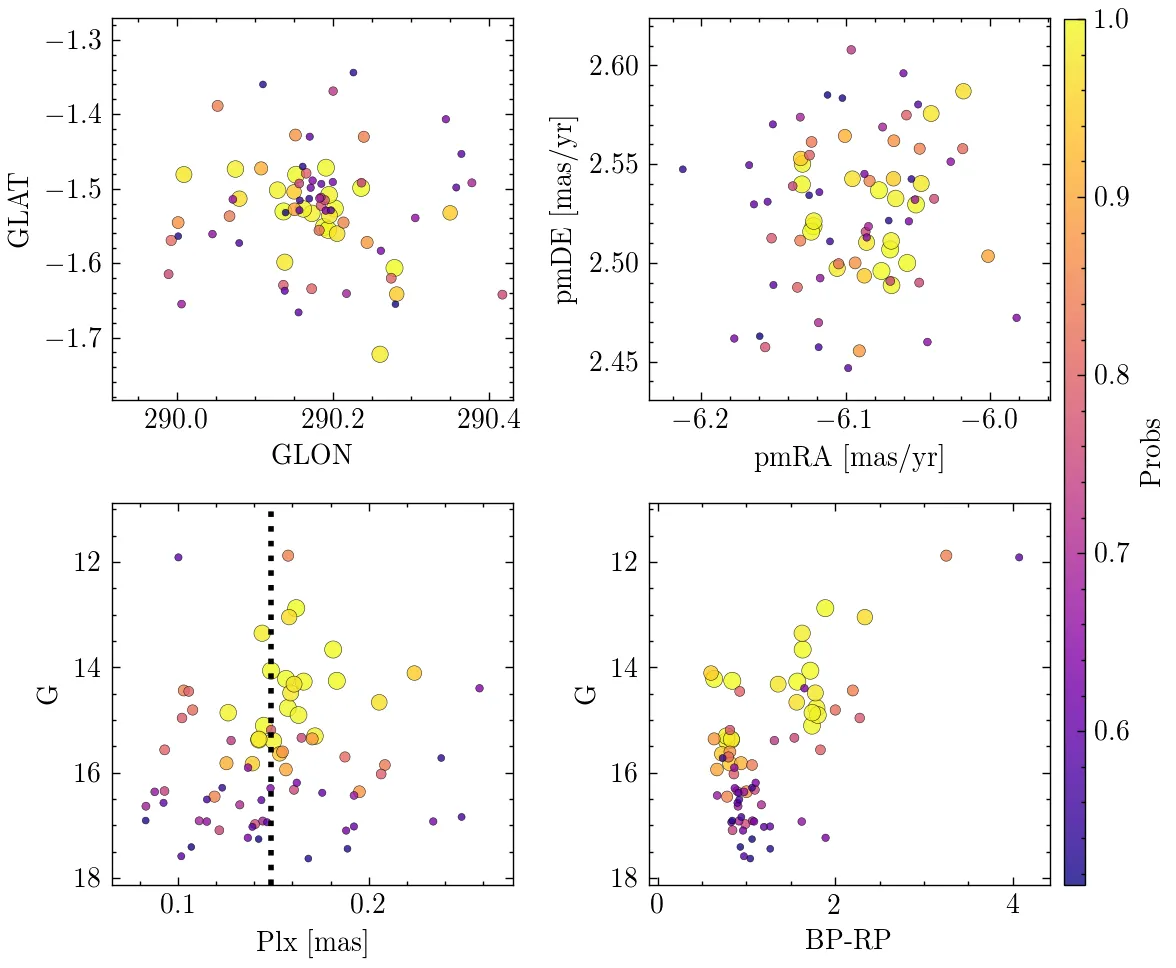 −1.3
−1.4
−1.5
−1.6
−1.7
GLAT
290.0 290.2 290.4
GLON
2.60
2.55
2.50
2.45
pmDE [mas/yr]
−6.2 −6.1 −6.0
pmRA [mas/yr]
12
14
16
18
G
0.1 0.2
Plx [mas]
12
14
16
18
G
0 2 4
BP-RP
1.0
0.9
0.8
0.7
0.6
Probs